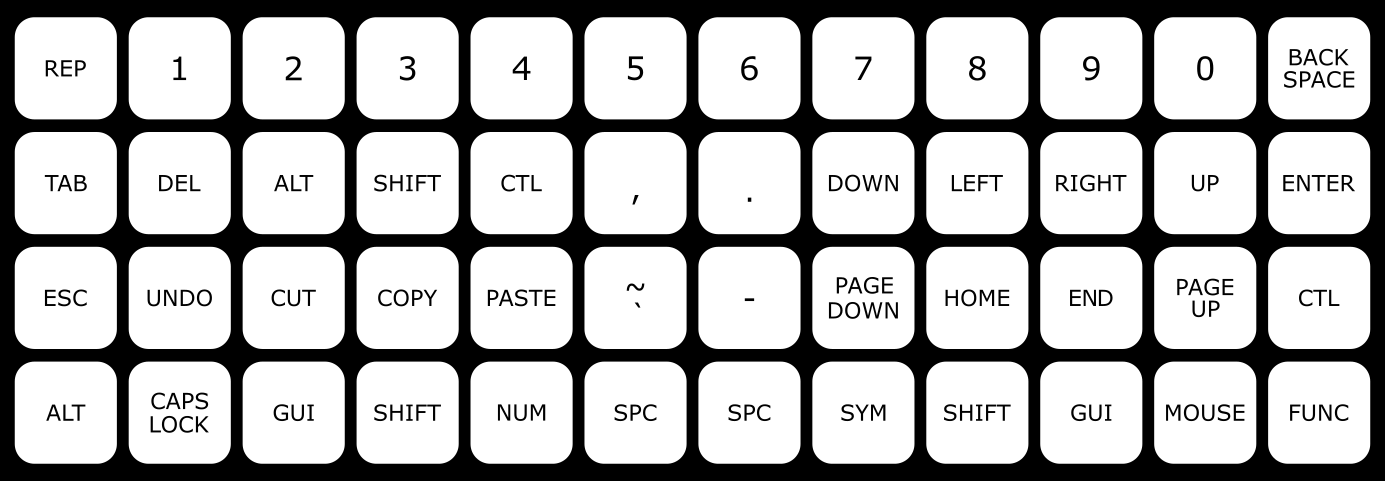 REP 1 2 3 4 5 6 7 8 9 0 BACK SPACE
TAB DEL ALT SHIFT CTL , . DOWN LEFT RIGHT UP ENTER
ESC UNDO CUT COPY PASTE ~ ` - PAGE DOWN HOME END PAGE UP CTL
ALT CAPS LOCK GUI SHIFT NUM SPC SPC SYM SHIFT GUI MOUSE FUNC